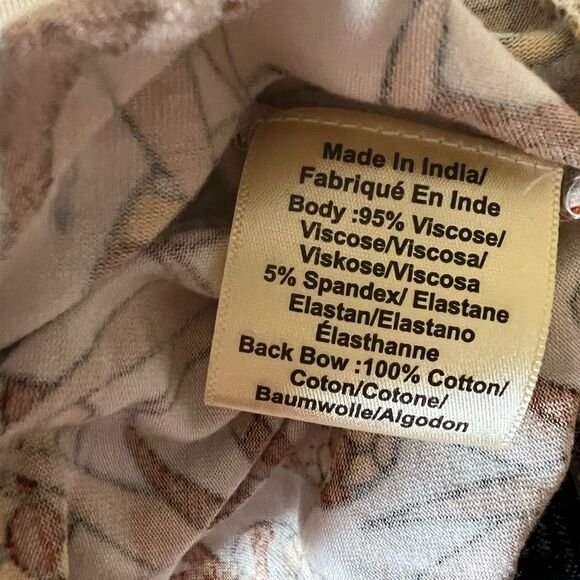 Made In India/
Fabriqué En Inde
Body :95% Viscose/
Viscose/Viscosa/
Viskose/Viscosa
5% Spandex/ Elastane
Elastan/Elastano
Élasthanne
Back Bow :100% Cotton/
Coton/Cotone/
Baumwolle/Algodon